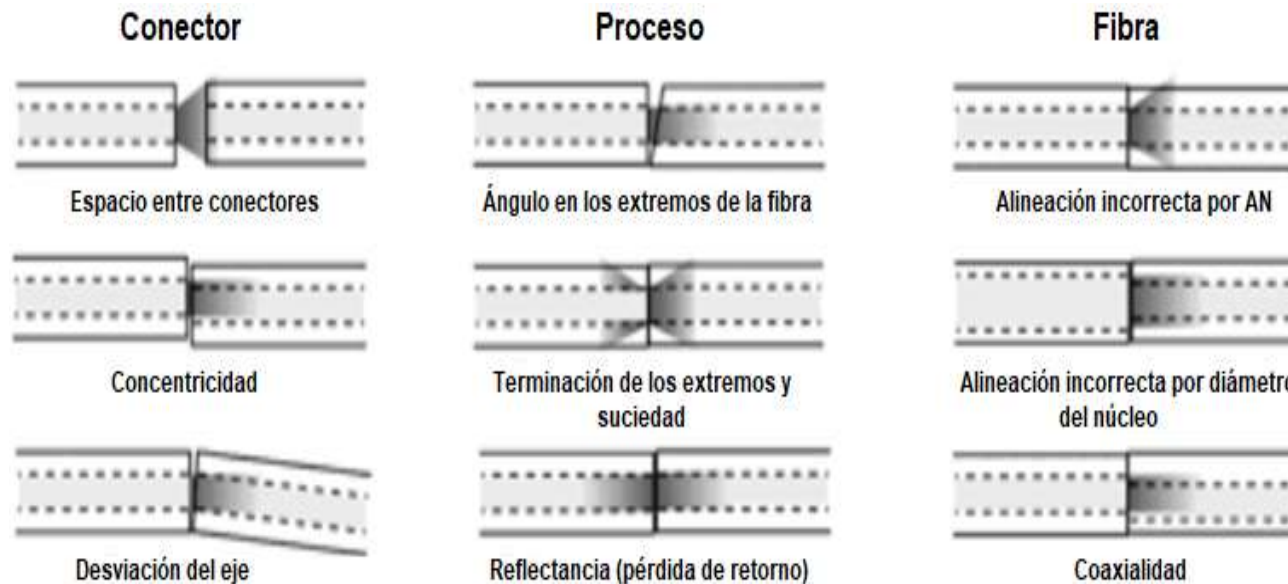 Conector
Proceso
Fibra
Espacio entre conectores
Ángulo en los extremos de la fibra
Alineación incorrecta por AN
Concentricidad
Terminación de los extremos y
suciedad
Alineación incorrecta por diámetro
del núcleo
Desviación del eje
Reflectancia (pérdida de retorno)
Coaxialidad